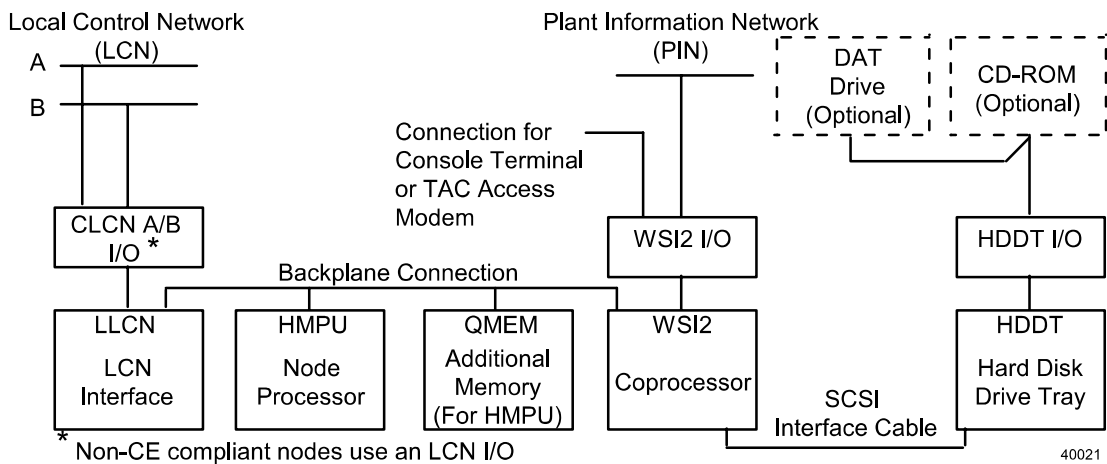 Local Control Network
(LCN)
A
B
Plant Information Network
(PIN)
DAT
Drive
(Optional)
CD-ROM
(Optional)
Connection for
Console Terminal
or TAC Access
Modem
CLCN A/B
I/O *
WSI2 I/O
HDDT I/O
Backplane Connection
LLCN
LCN
Interface
HMPU
Node
Processor
QMEM
Additional
Memory
(For HMPU)
WSI2
Coprocessor
HDDT
Hard Disk
Drive Tray
SCSI
Interface Cable
* Non-CE compliant nodes use an LCN I/O
40021